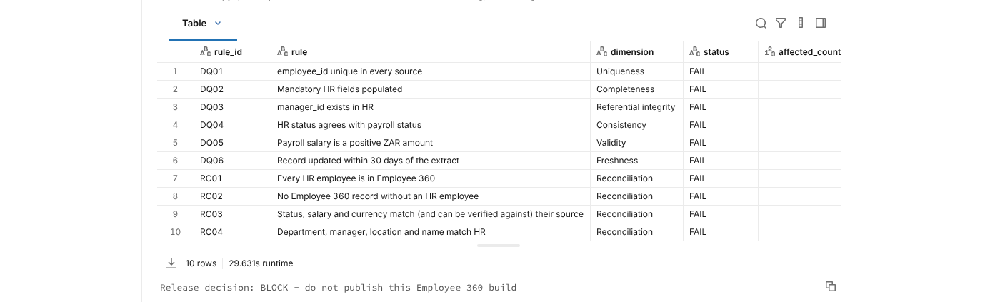 Table
rule_id rule dimension status affected_count
1 DQ01 employee_id unique in every source Uniqueness FAIL
2 DQ02 Mandatory HR fields populated Completeness FAIL
3 DQ03 manager_id exists in HR Referential integrity FAIL
4 DQ04 HR status agrees with payroll status Consistency FAIL
5 DQ05 Payroll salary is a positive ZAR amount Validity FAIL
6 DQ06 Record updated within 30 days of the extract Freshness FAIL
7 RC01 Every HR employee is in Employee 360 Reconciliation FAIL
8 RC02 No Employee 360 record without an HR employee Reconciliation FAIL
9 RC03 Status, salary and currency match (and can be verified against) their source Reconciliation FAIL
10 RC04 Department, manager, location and name match HR Reconciliation FAIL
10 rows 29.631s runtime
Release decision: BLOCK - do not publish this Employee 360 build